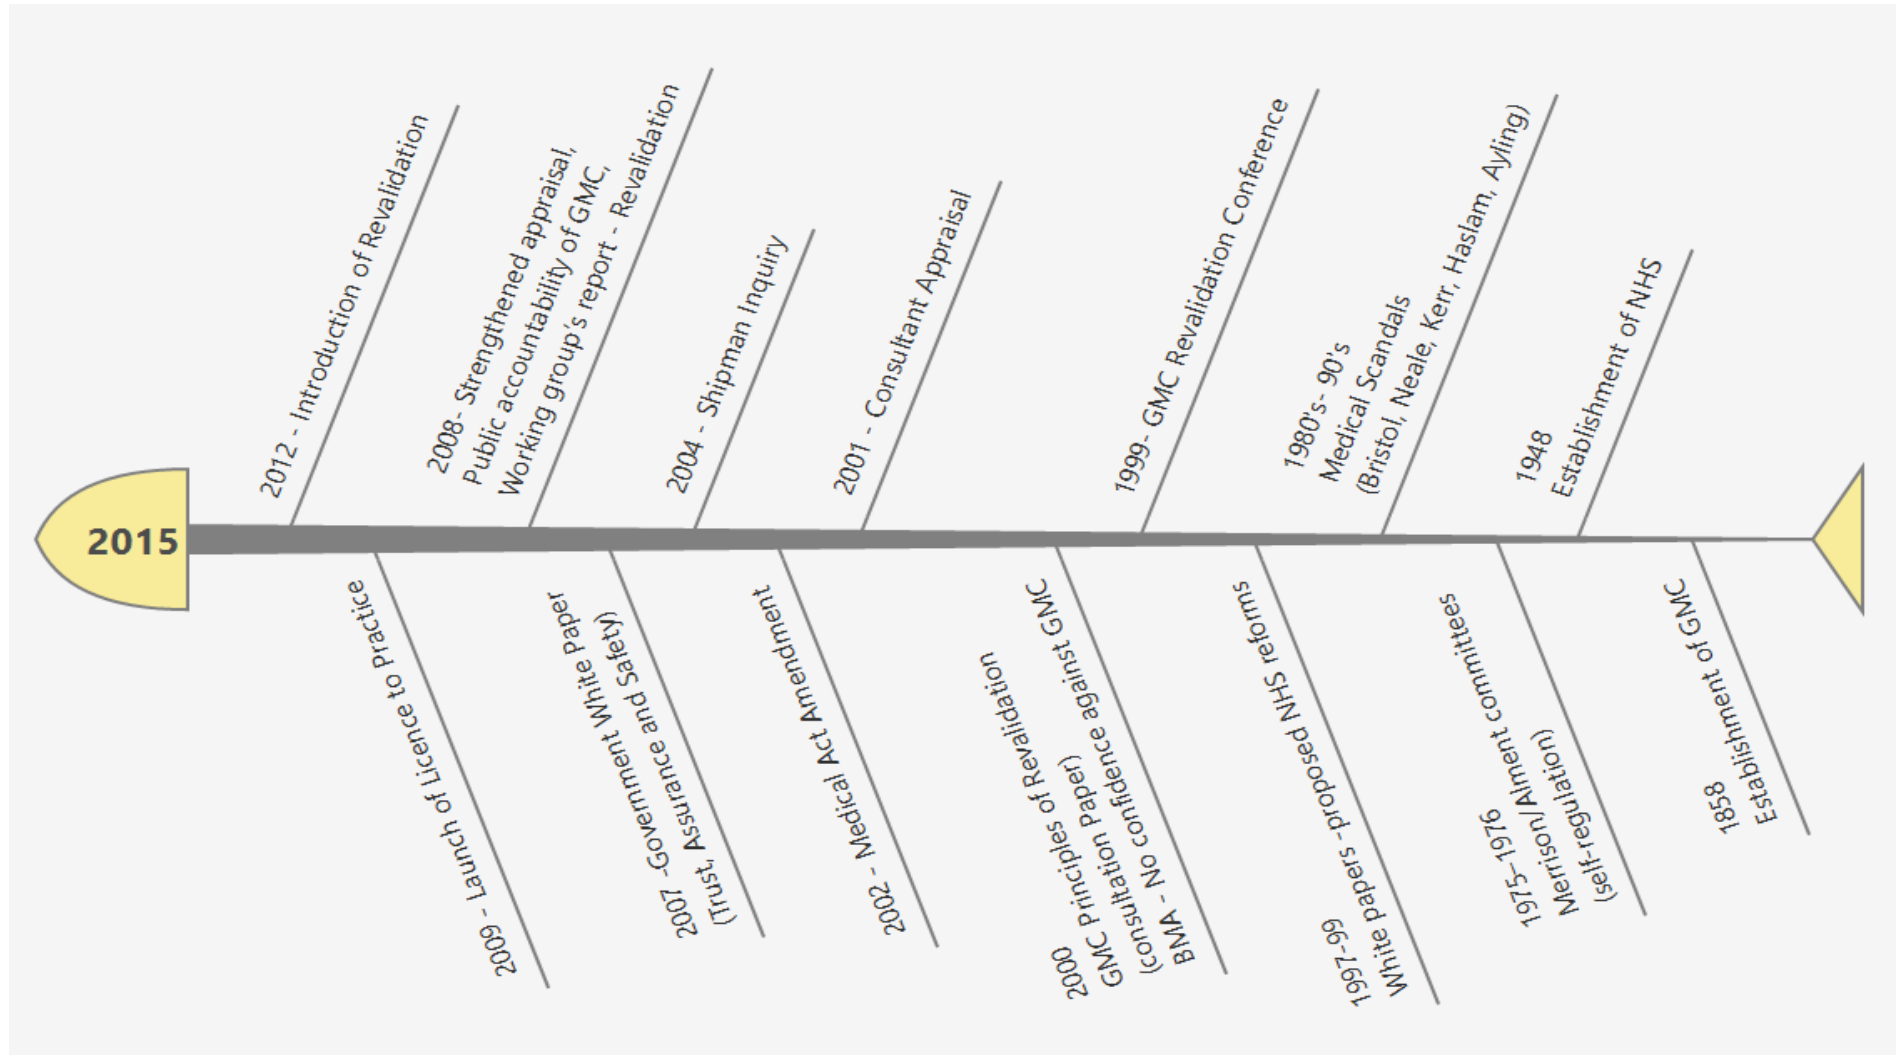 2015
2012 - Introduction of Revalidation
2008- Strengthened appraisal,
Public accountability of GMC,
Working group's report - Revalidation
2004 - Shipman Inquiry
2001 - Consultant Appraisal
1999- GMC Revalidation Conference
1980's- 90's
Medical Scandals
(Bristol, Neale, Kerr, Haslam, Ayling)
1948
Establishment of NHS
2009 - Launch of Licence to Practice
2007 -Government White Paper
(Trust, Assurance and Safety)
2002 - Medical Act Amendment
2000
GMC Principles of Revalidation
(consultation Paper)
BMA - No confidence against GMC
1997-99
White papers -proposed NHS reforms
1975-1976
Merrison/Alment committees
(self-regulation)
1858
Establishment of GMC